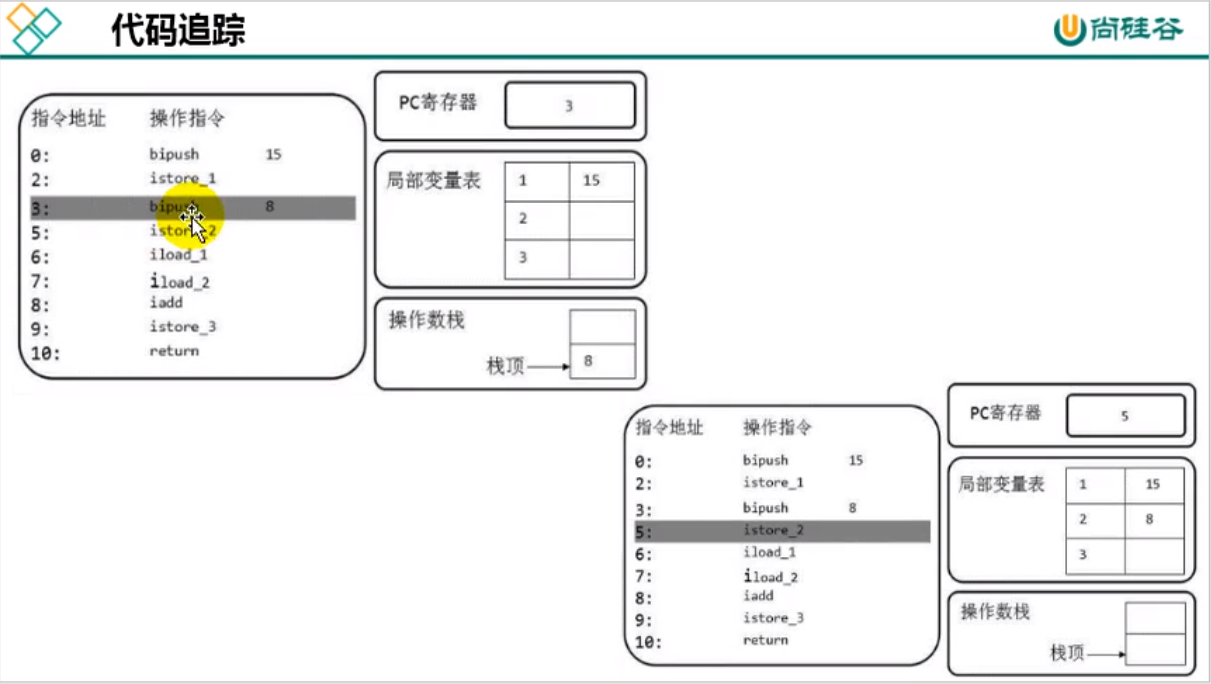 代码追踪
尚硅谷
指令地址 操作指令
0: bipush 15
2: istore_1
3: bipush 8
5: istore_2
6: iload_1
7: iload_2
8: iadd
9: istore_3
10: return
PC寄存器 3
局部变量表 1 15
2
3
操作数栈
栈顶 8
指令地址 操作指令
0: bipush 15
2: istore_1
3: bipush 8
5: istore_2
6: iload_1
7: iload_2
8: iadd
9: istore_3
10: return
PC寄存器 5
局部变量表 1 15
2 8
3
操作数栈
栈顶